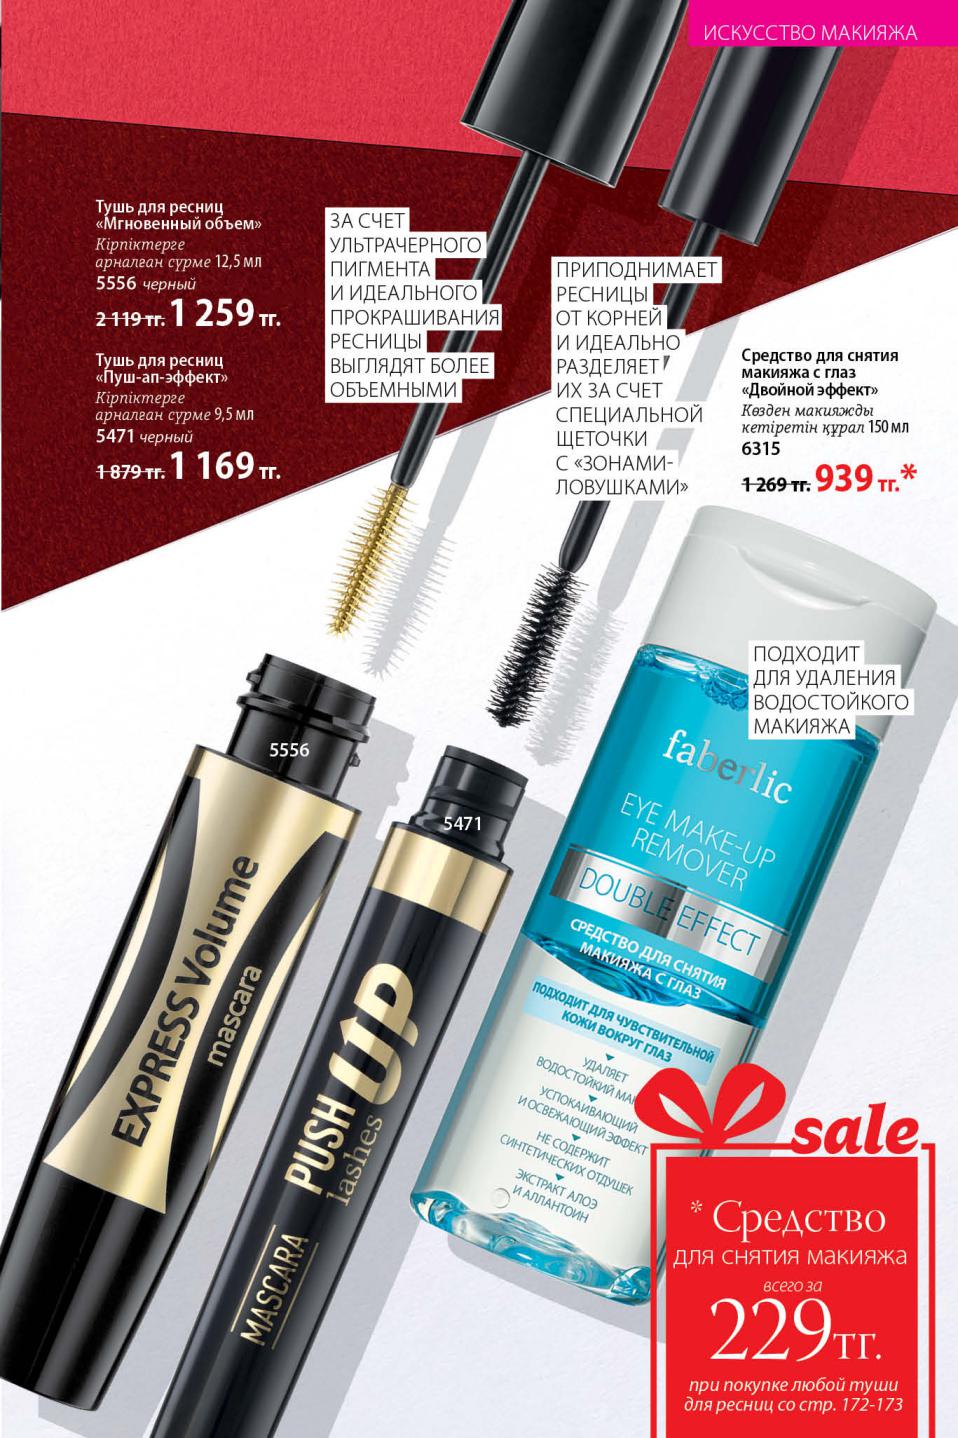 ИСКУССТВО МАКИЯЖА
Тушь для ресниц
«Мгновенный объем»
Кірпіктерге
арналған сүрме 12,5 мл
5556 черный
2 119 тг. 1 259 тг.
Тушь для ресниц
«Пуш-ап-эффект»
Кірпіктерге
арналған сүрме 9,5 мл
5471 черный
1 879 тг. 1 169 тг.
ЗА СЧЕТ
УЛЬТРАЧЕРНОГО
ПИГМЕНТА
И ИДЕАЛЬНОГО
ПРОКРАШИВАНИЯ
РЕСНИЦЫ
ВЫГЛЯДЯТ БОЛЕЕ
ОБЪЕМНЫМИ
ПРИПОДНИМАЕТ
РЕСНИЦЫ
ОТ КОРНЕЙ
И ИДЕАЛЬНО
РАЗДЕЛЯЕТ
ИХ ЗА СЧЕТ
СПЕЦИАЛЬНОЙ
ЩЕТОЧКИ
С «ЗОНАМИ-
ЛОВУШКАМИ»
Средство для снятия
макияжа с глаз
«Двойной эффект»
Көзден макияжды
кетіретін құрал 150 мл
6315
1 269 тг. 939 тг.*
ПОДХОДИТ
ДЛЯ УДАЛЕНИЯ
ВОДОСТОЙКОГО
МАКИЯЖА
5556
EXPRESS Volume
mascara
5471
PUSH UP
lashes
MASCARA
faberlic
EYE MAKE-UP
REMOVER
DOUBLE EFFECT
СРЕДСТВО ДЛЯ СНЯТИЯ
МАКИЯЖА С ГЛАЗ
ПОДХОДИТ ДЛЯ ЧУВСТВИТЕЛЬНОЙ
КОЖИ ВОКРУГ ГЛАЗ
УДАЛЯЕТ
ВОДОСТОЙКИЙ МАК
УСПОКАИВАЮЩИЙ
И ОСВЕЖАЮЩИЙ ЭФФЕКТ
НЕ СОДЕРЖИТ
СИНТЕТИЧЕСКИХ ОТДУШЕК
ЭКСТРАКТ АЛОЭ
И АЛЛАНТОИН
sale
* Средство
для снятия макияжа
всего за
229тг.
при покупке любой туши
для ресниц со стр. 172-173